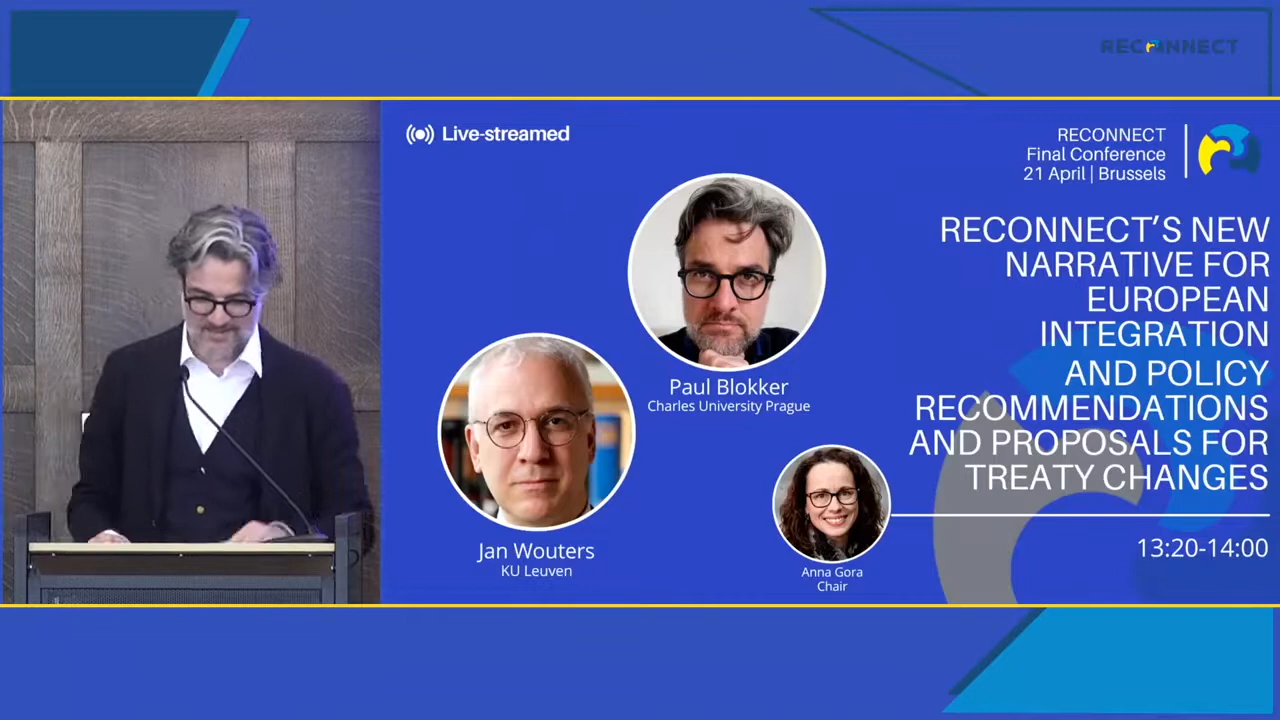 RECONNECT
Live-streamed
RECONNECT
Final Conference
21 April | Brussels
RECONNECT'S NEW
NARRATIVE FOR
EUROPEAN
INTEGRATION
AND POLICY
RECOMMENDATIONS
AND PROPOSALS FOR
TREATY CHANGES
13:20-14:00
Paul Blokker
Charles University Prague
Jan Wouters
KU Leuven
Anna Gora
Chair